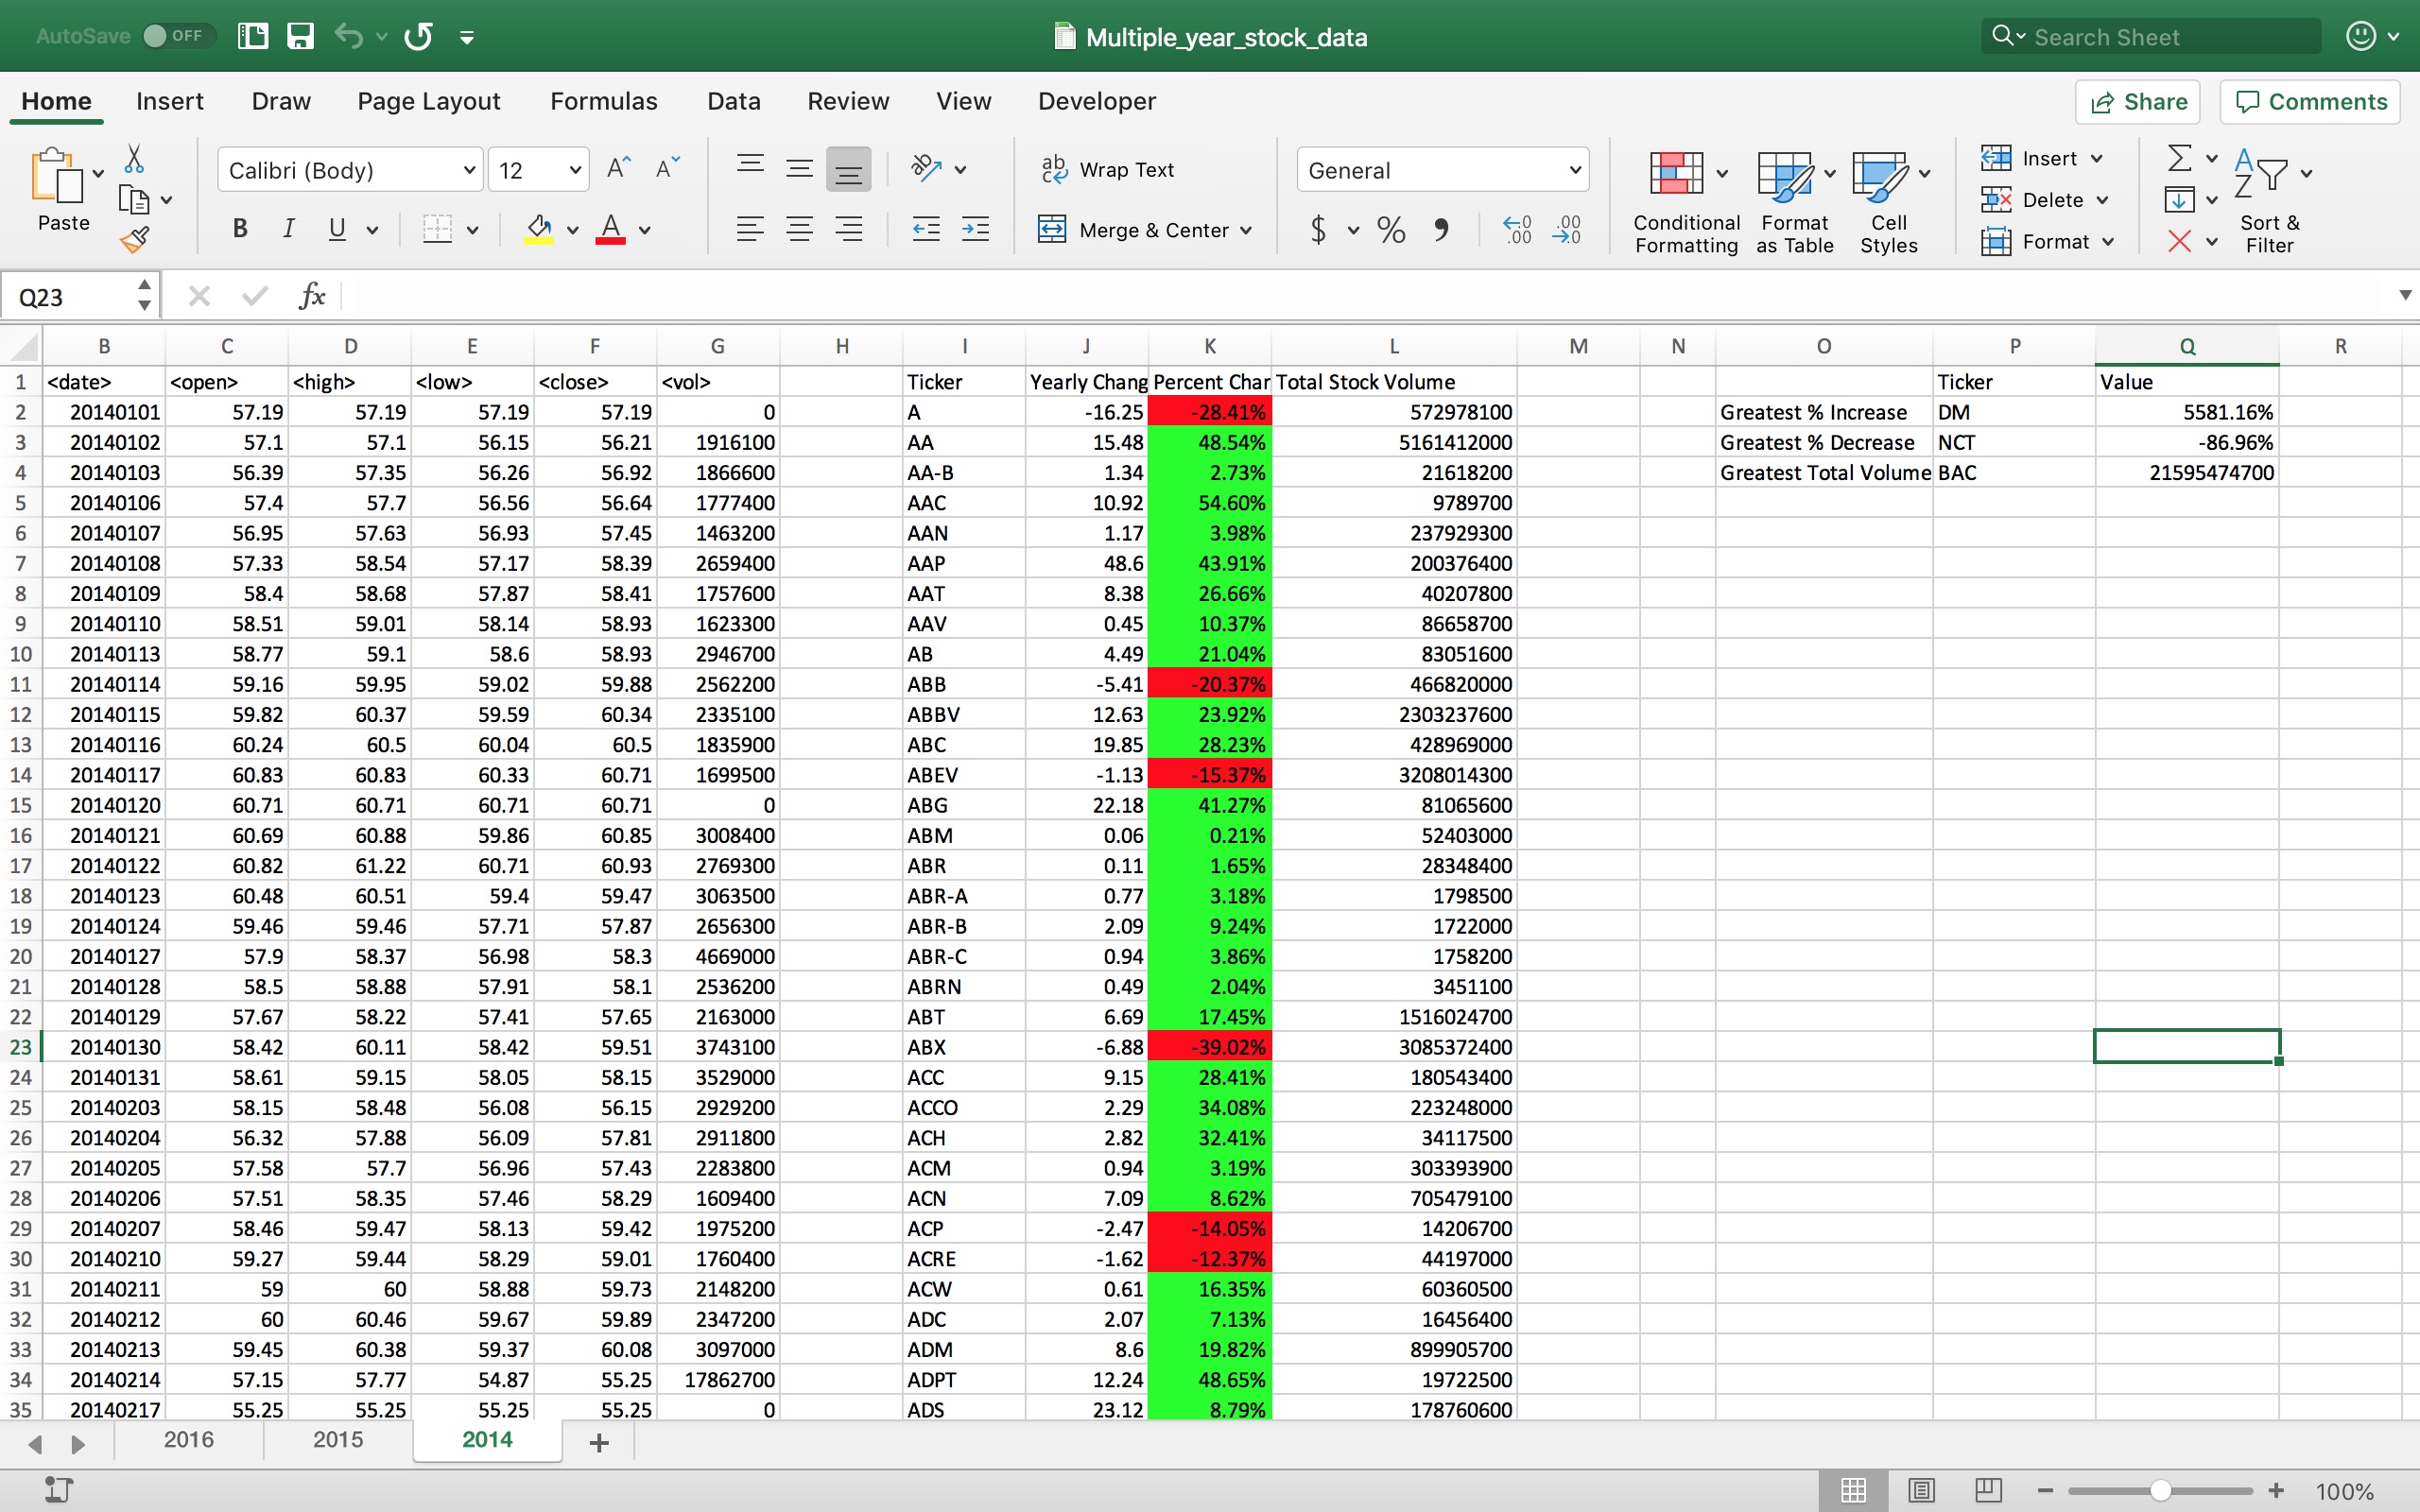 AutoSave OFF Multiple_year_stock_data Search Sheet
Home Insert Draw Page Layout Formulas Data Review View Developer Share Comments
Paste Calibri (Body) 12 Wrap Text General Insert
B I U Merge & Center $ % Conditional Formatting Format as Table Cell Styles Delete Format Sort & Filter
Q23 fx
B C D E F G H I J K L M N O P Q R
1 <date> <open> <high> <low> <close> <vol> Ticker Yearly Chang Percent Char Total Stock Volume Ticker Value
2 20140101 57.19 57.19 57.19 57.19 0 A -16.25 -28.41% 572978100 Greatest % Increase DM 5581.16%
3 20140102 57.1 57.1 56.15 56.21 1916100 AA 15.48 48.54% 5161412000 Greatest % Decrease NCT -86.96%
4 20140103 56.39 57.35 56.26 56.92 1866600 AA-B 1.34 2.73% 21618200 Greatest Total Volume BAC 21595474700
5 20140106 57.4 57.7 56.56 56.64 1777400 AAC 10.92 54.60% 9789700
6 20140107 56.95 57.63 56.93 57.45 1463200 AAN 1.17 3.98% 237929300
7 20140108 57.33 58.54 57.17 58.39 2659400 AAP 48.6 43.91% 200376400
8 20140109 58.4 58.68 57.87 58.41 1757600 AAT 8.38 26.66% 40207800
9 20140110 58.51 59.01 58.14 58.93 1623300 AAV 0.45 10.37% 86658700
10 20140113 58.77 59.1 58.6 58.93 2946700 AB 4.49 21.04% 83051600
11 20140114 59.16 59.95 59.02 59.88 2562200 ABB -5.41 -20.37% 466820000
12 20140115 59.82 60.37 59.59 60.34 2335100 ABBV 12.63 23.92% 2303237600
13 20140116 60.24 60.5 60.04 60.5 1835900 ABC 19.85 28.23% 428969000
14 20140117 60.83 60.83 60.33 60.71 1699500 ABEV -1.13 -15.37% 3208014300
15 20140120 60.71 60.71 60.71 60.71 0 ABG 22.18 41.27% 81065600
16 20140121 60.69 60.88 59.86 60.85 3008400 ABM 0.06 0.21% 52403000
17 20140122 60.82 61.22 60.71 60.93 2769300 ABR 0.11 1.65% 28348400
18 20140123 60.48 60.51 59.4 59.47 3063500 ABR-A 0.77 3.18% 1798500
19 20140124 59.46 59.46 57.71 57.87 2656300 ABR-B 2.09 9.24% 1722000
20 20140127 57.9 58.37 56.98 58.3 4669000 ABR-C 0.94 3.86% 1758200
21 20140128 58.5 58.88 57.91 58.1 2536200 ABRN 0.49 2.04% 3451100
22 20140129 57.67 58.22 57.41 57.65 2163000 ABT 6.69 17.45% 1516024700
23 20140130 58.42 60.11 58.42 59.51 3743100 ABX -6.88 -39.02% 3085372400
24 20140131 58.61 59.15 58.05 58.15 3529000 ACC 9.15 28.41% 180543400
25 20140203 58.15 58.48 56.08 56.15 2929200 ACCO 2.29 34.08% 223248000
26 20140204 56.32 57.88 56.09 57.81 2911800 ACH 2.82 32.41% 34117500
27 20140205 57.58 57.7 56.96 57.43 2283800 ACM 0.94 3.19% 303393900
28 20140206 57.51 58.35 57.46 58.29 1609400 ACN 7.09 8.62% 705479100
29 20140207 58.46 59.47 58.13 59.42 1975200 ACP -2.47 -14.05% 14206700
30 20140210 59.27 59.44 58.29 59.01 1760400 ACRE -1.62 -12.37% 44197000
31 20140211 59 60 58.88 59.73 2148200 ACW 0.61 16.35% 60360500
32 20140212 60 60.46 59.67 59.89 2347200 ADC 2.07 7.13% 16456400
33 20140213 59.45 60.38 59.37 60.08 3097000 ADM 8.6 19.82% 899905700
34 20140214 57.15 57.77 54.87 55.25 17862700 ADPT 12.24 48.65% 19722500
35 20140217 55.25 55.25 55.25 55.25 0 ADS 23.12 8.79% 178760600
2016 2015 2014 +
100%